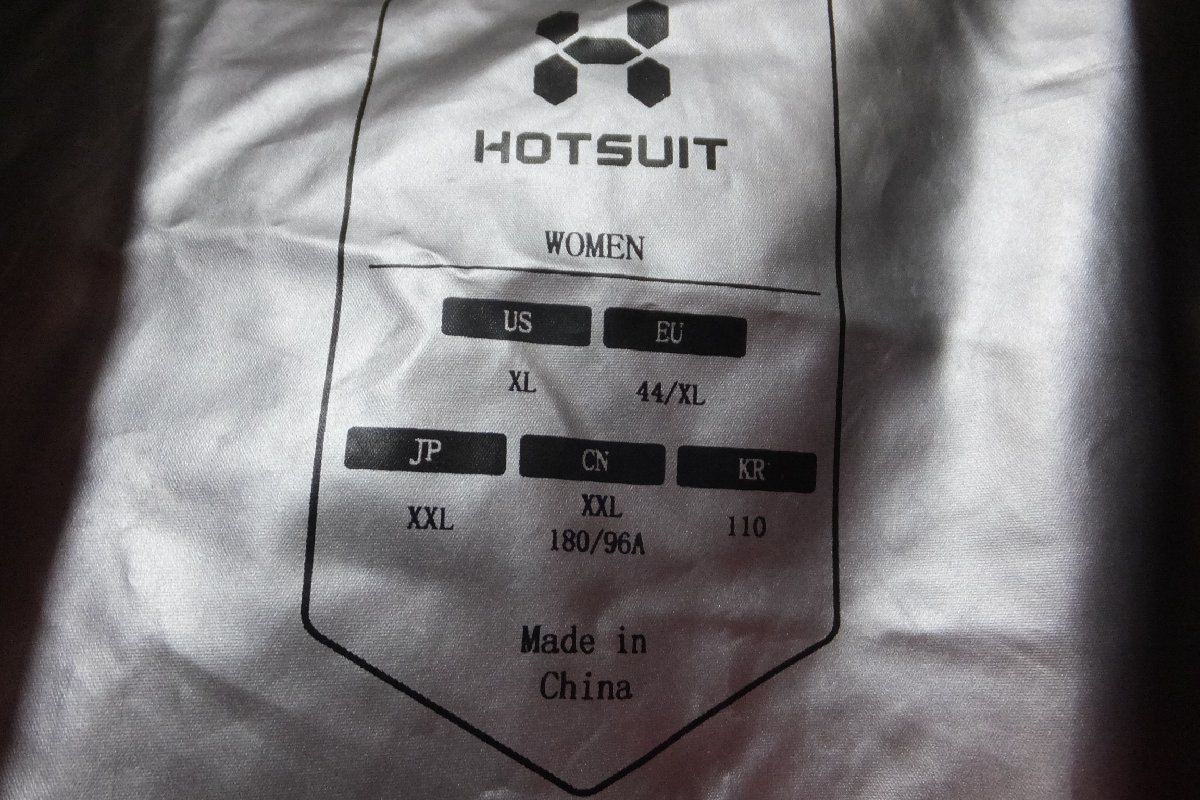 HOTSUIT
WOMEN
US EU
XL 44/XL
JP CN KR
XXL XXL 110
180/96A
Made in
China